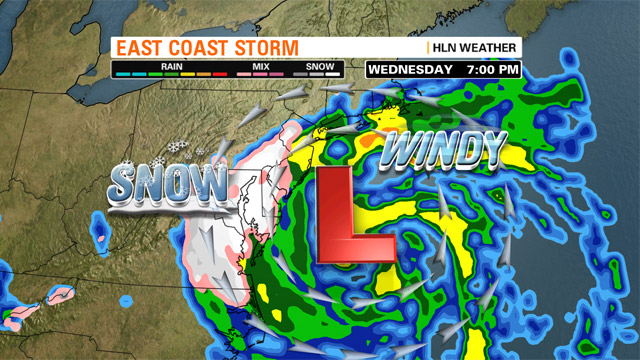 EAST COAST STORM
HLN WEATHER
RAIN MIX SNOW
WEDNESDAY 7:00 PM
SNOW
WINDY
L